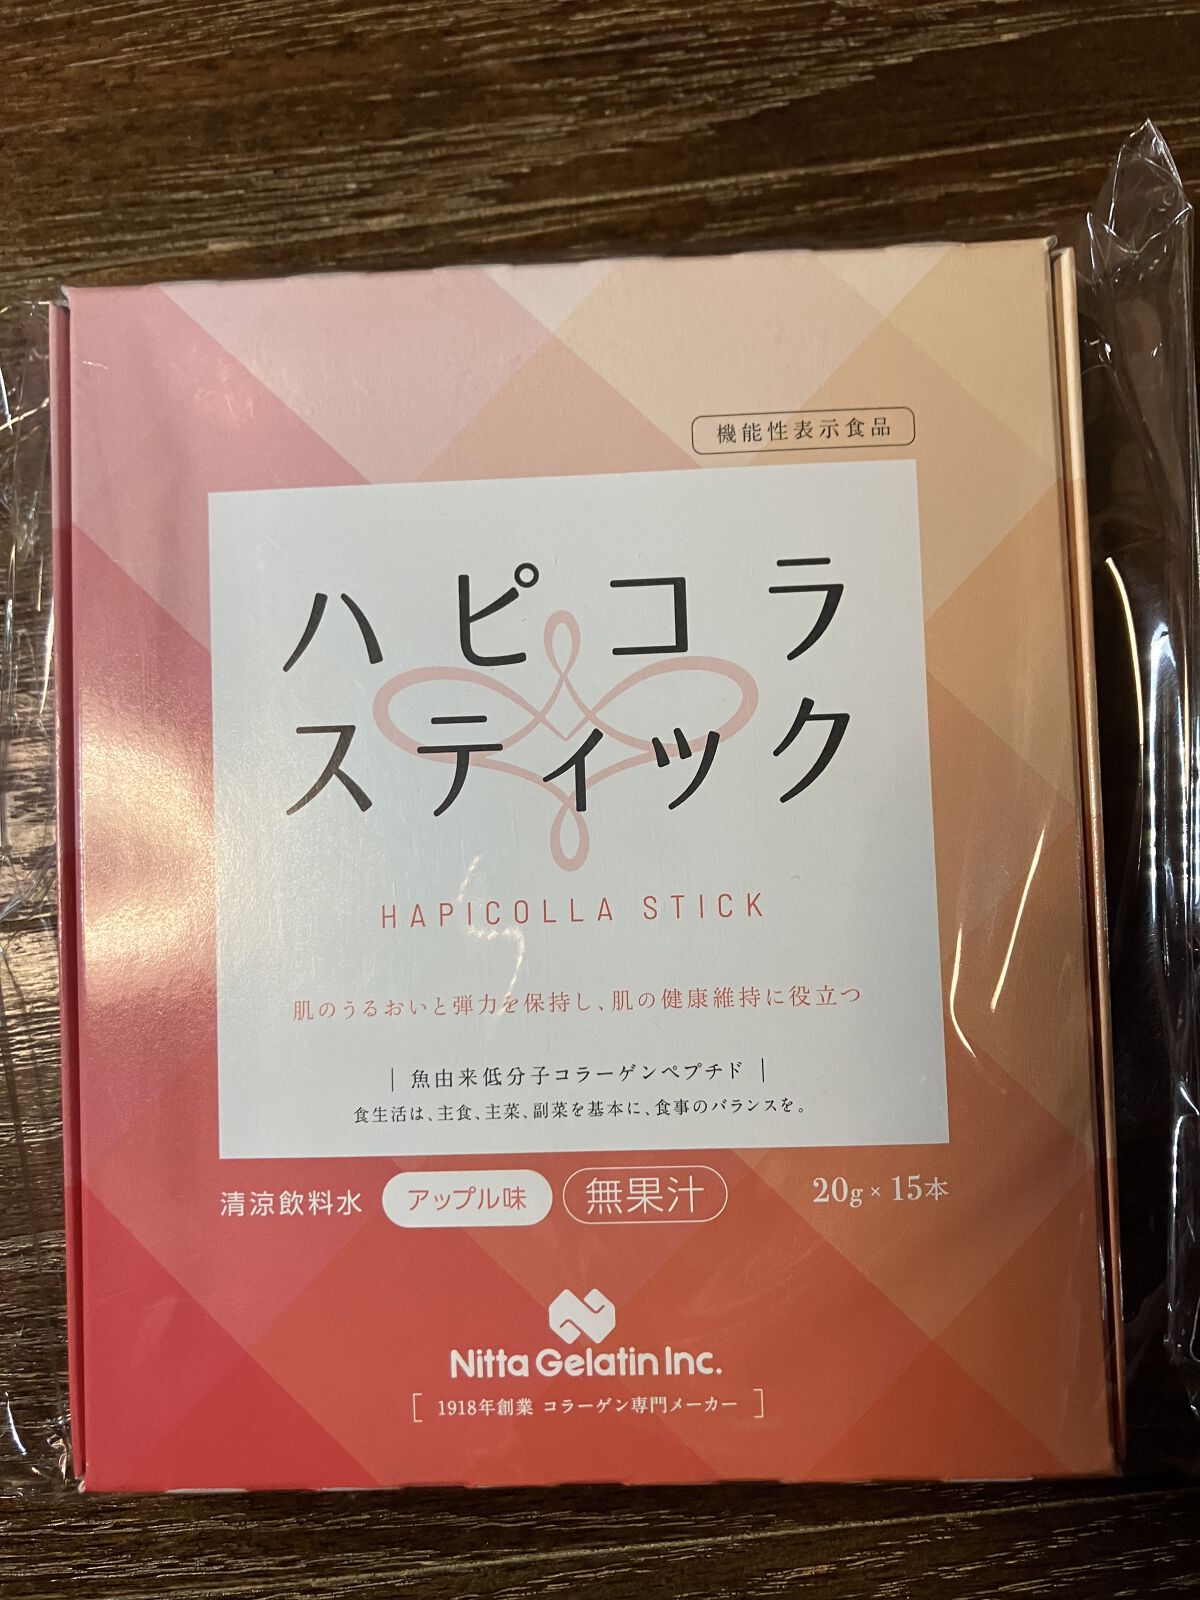 機能性表示食品
ハピコラ
スティック
HAPICOLLA STICK
肌のうるおいと弾力を保持し、肌の健康維持に役立つ
| 魚由来低分子コラーゲンペプチド |
食生活は、主食、主菜、副菜を基本に、食事のバランスを。
清涼飲料水 アップル味 無果汁 20g × 15本
Nitta Gelatin Inc.
[ 1918年創業 コラーゲン専門メーカー ]